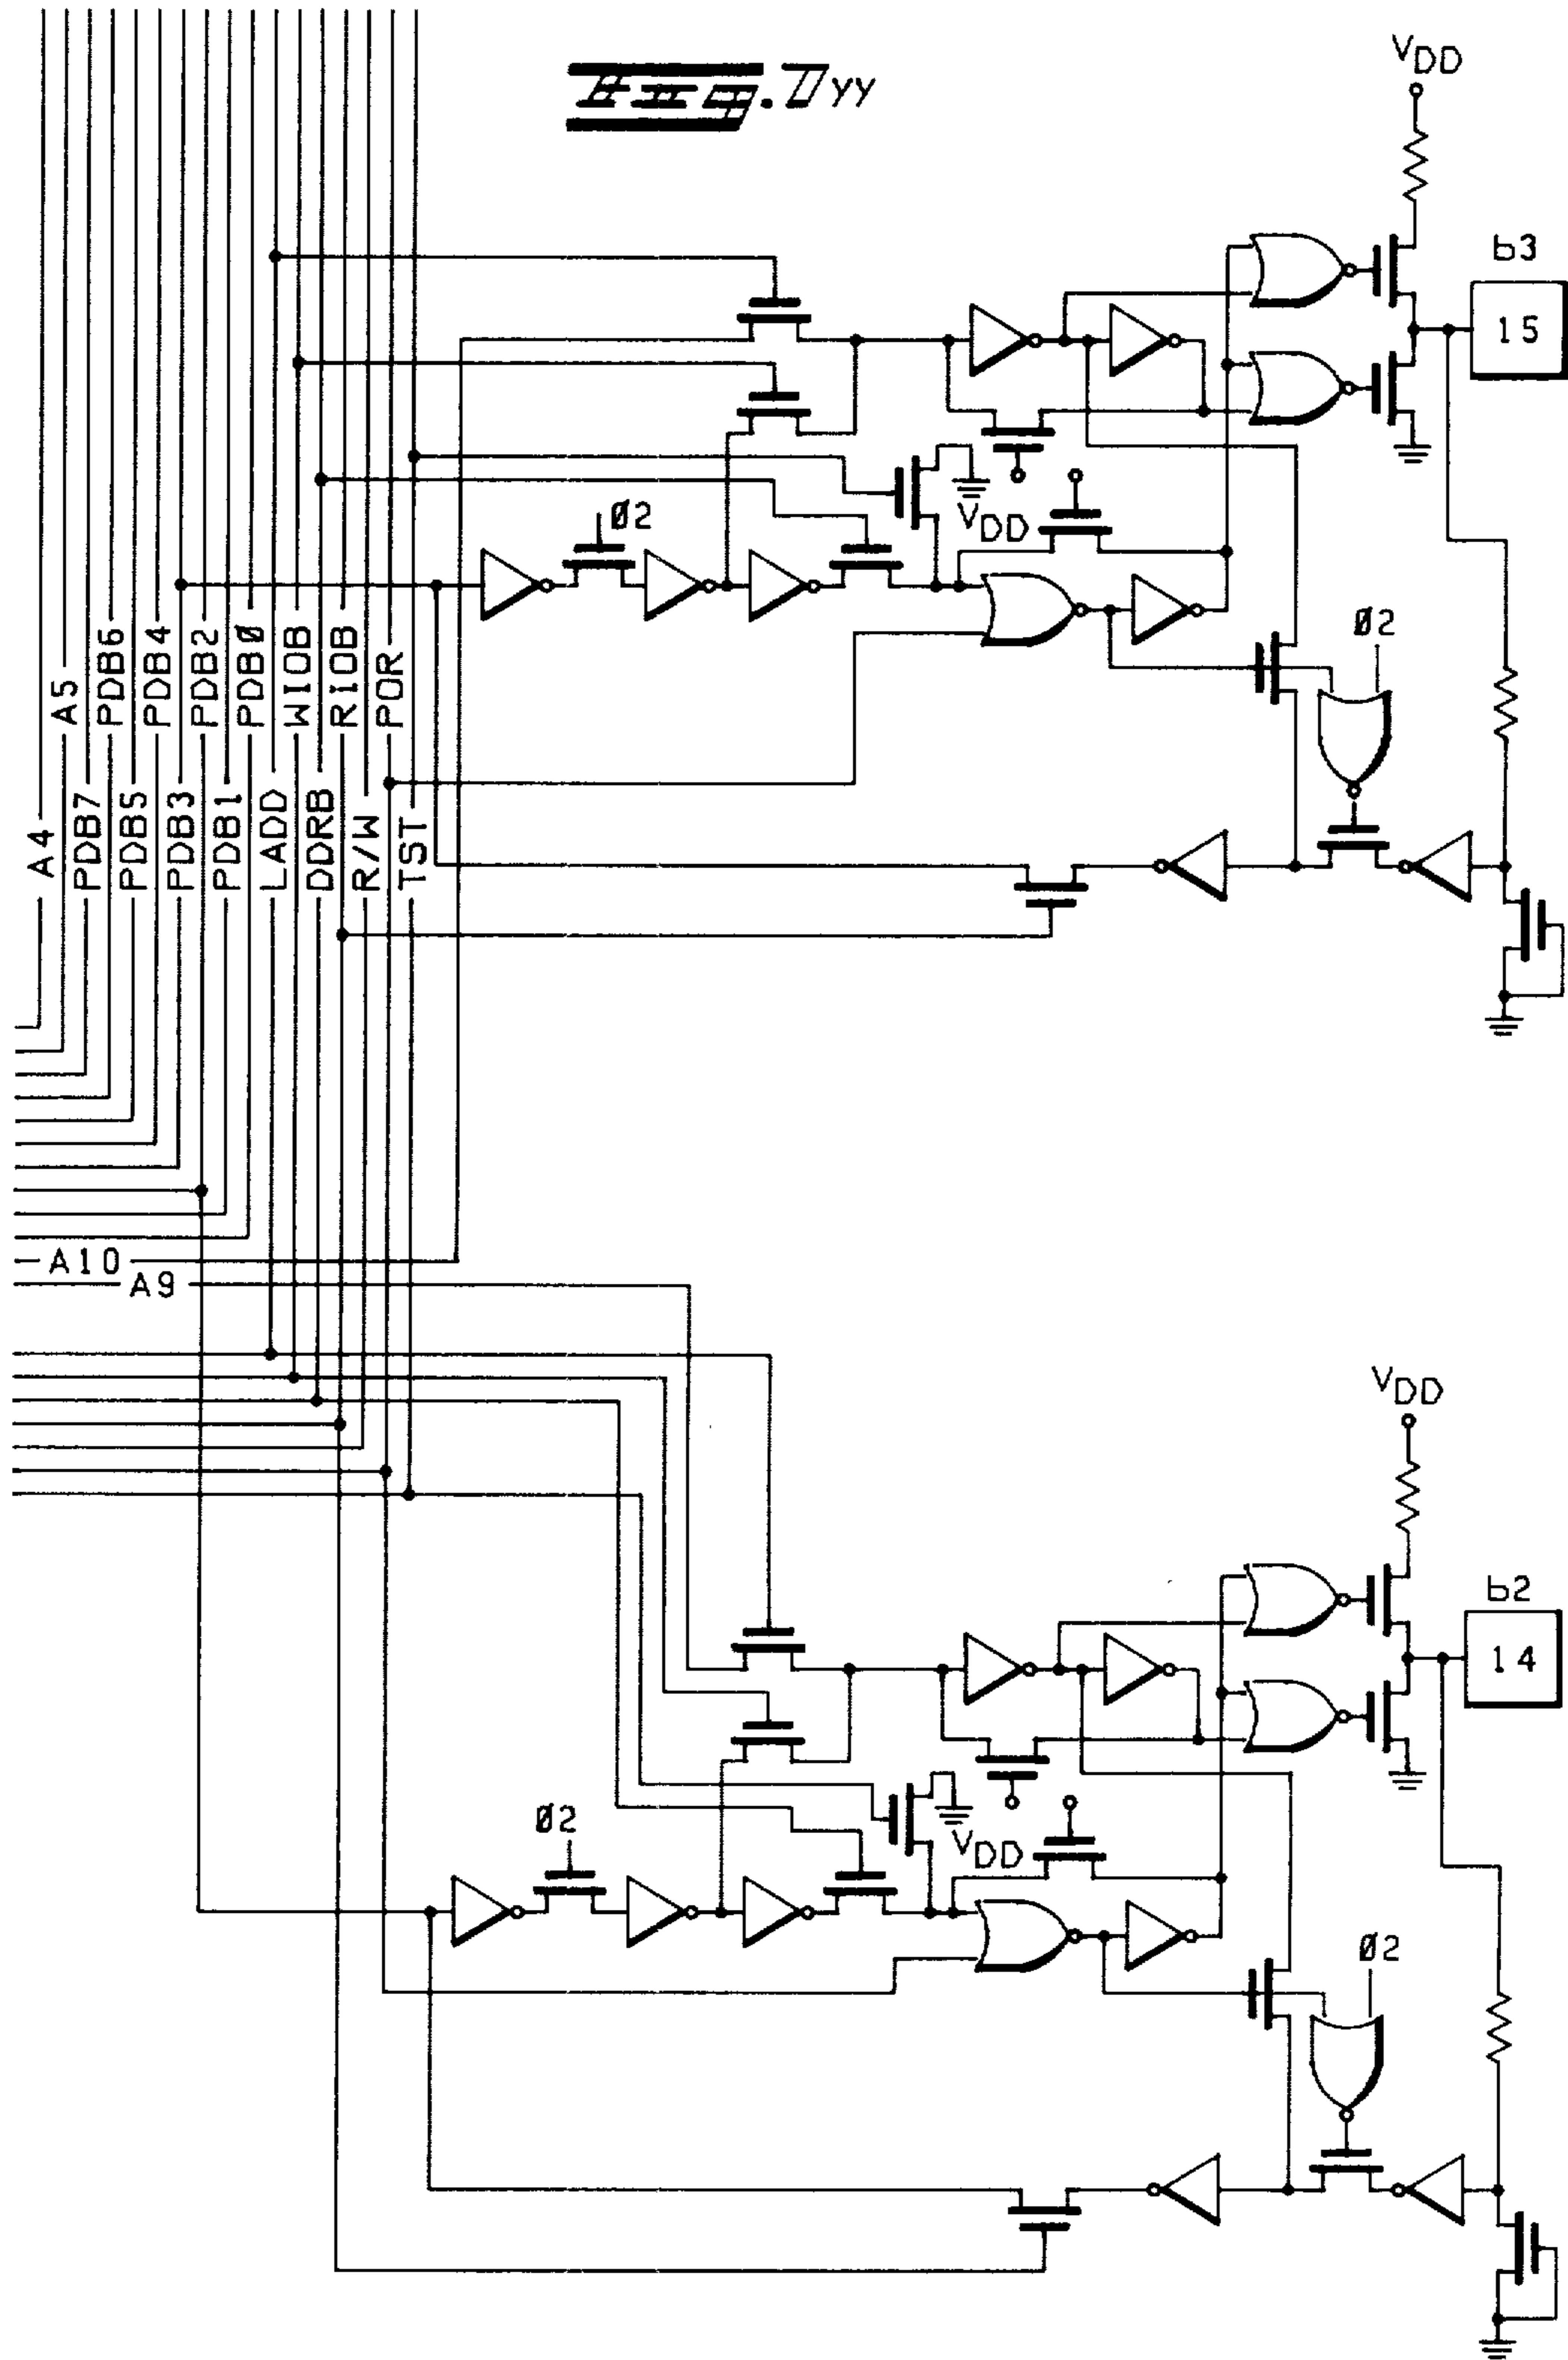 Fig. 7yy
VDD
b3
15
Ø2
VDD
Ø2
A4
A5
PDB7
PDB6
PDB5
PDB4
PDB3
PDB2
PDB1
PDBØ
LADD
WIOB
DDRB
RIOB
R/W
POR
TST
A10
A9
VDD
b2
14
Ø2
VDD
Ø2